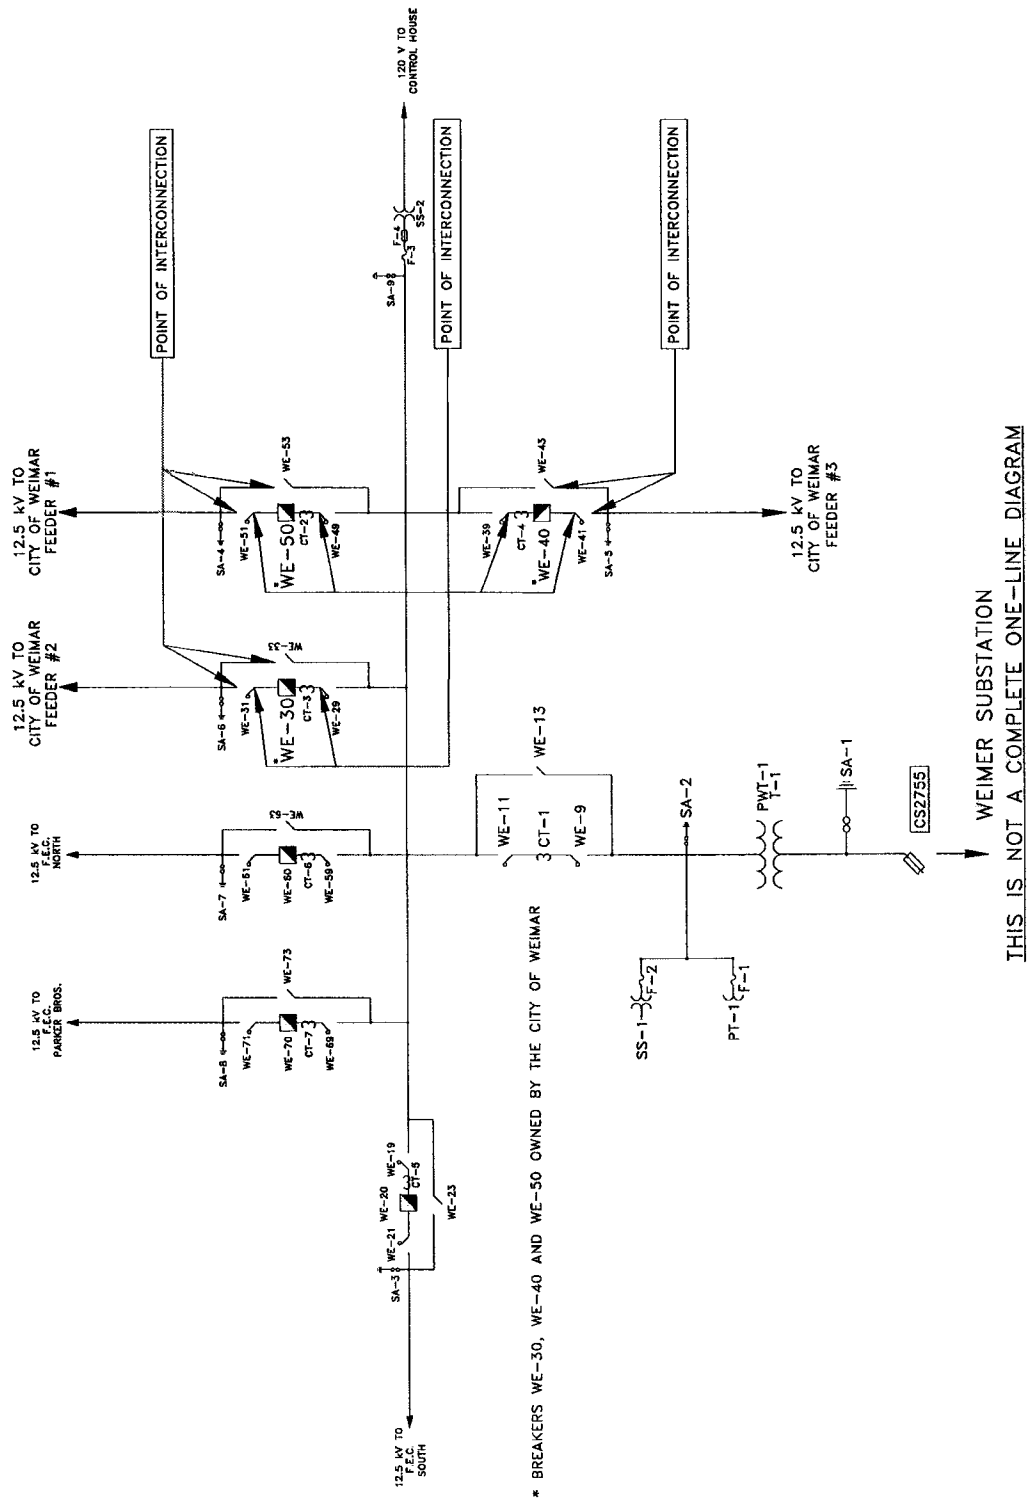 12.5 kV TO
CITY OF WEIMAR
FEEDER #1
12.5 kV TO
CITY OF WEIMAR
FEEDER #2
12.5 kV TO
F.E.C.
NORTH
12.5 kV TO
F.E.C.
PARKER BROS.
12.5 kV TO
F.E.C.
SOUTH
120 V TO
CONTROL HOUSE
POINT OF INTERCONNECTION
POINT OF INTERCONNECTION
POINT OF INTERCONNECTION
SA-4
WE-51
WE-53
* WE-50
CT-2
WE-49
SA-6
WE-31
WE-33
* WE-30
CT-3
WE-29
SA-7
WE-61
WE-63
WE-60
CT-6
WE-59
SA-8
WE-71
WE-73
WE-70
CT-7
WE-69
SA-9
F-3
F-4
SS-2
WE-39
WE-43
CT-4
* WE-40
WE-41
SA-5
12.5 kV TO
CITY OF WEIMAR
FEEDER #3
SA-3
WE-21
WE-20
CT-5
WE-19
WE-23
WE-11
CT-1
WE-9
WE-13
SA-2
SS-1
F-2
PT-1
F-1
PWT-1
T-1
SA-1
CS2755
* BREAKERS WE-30, WE-40 AND WE-50 OWNED BY THE CITY OF WEIMAR
WEIMER SUBSTATION
THIS IS NOT A COMPLETE ONE-LINE DIAGRAM